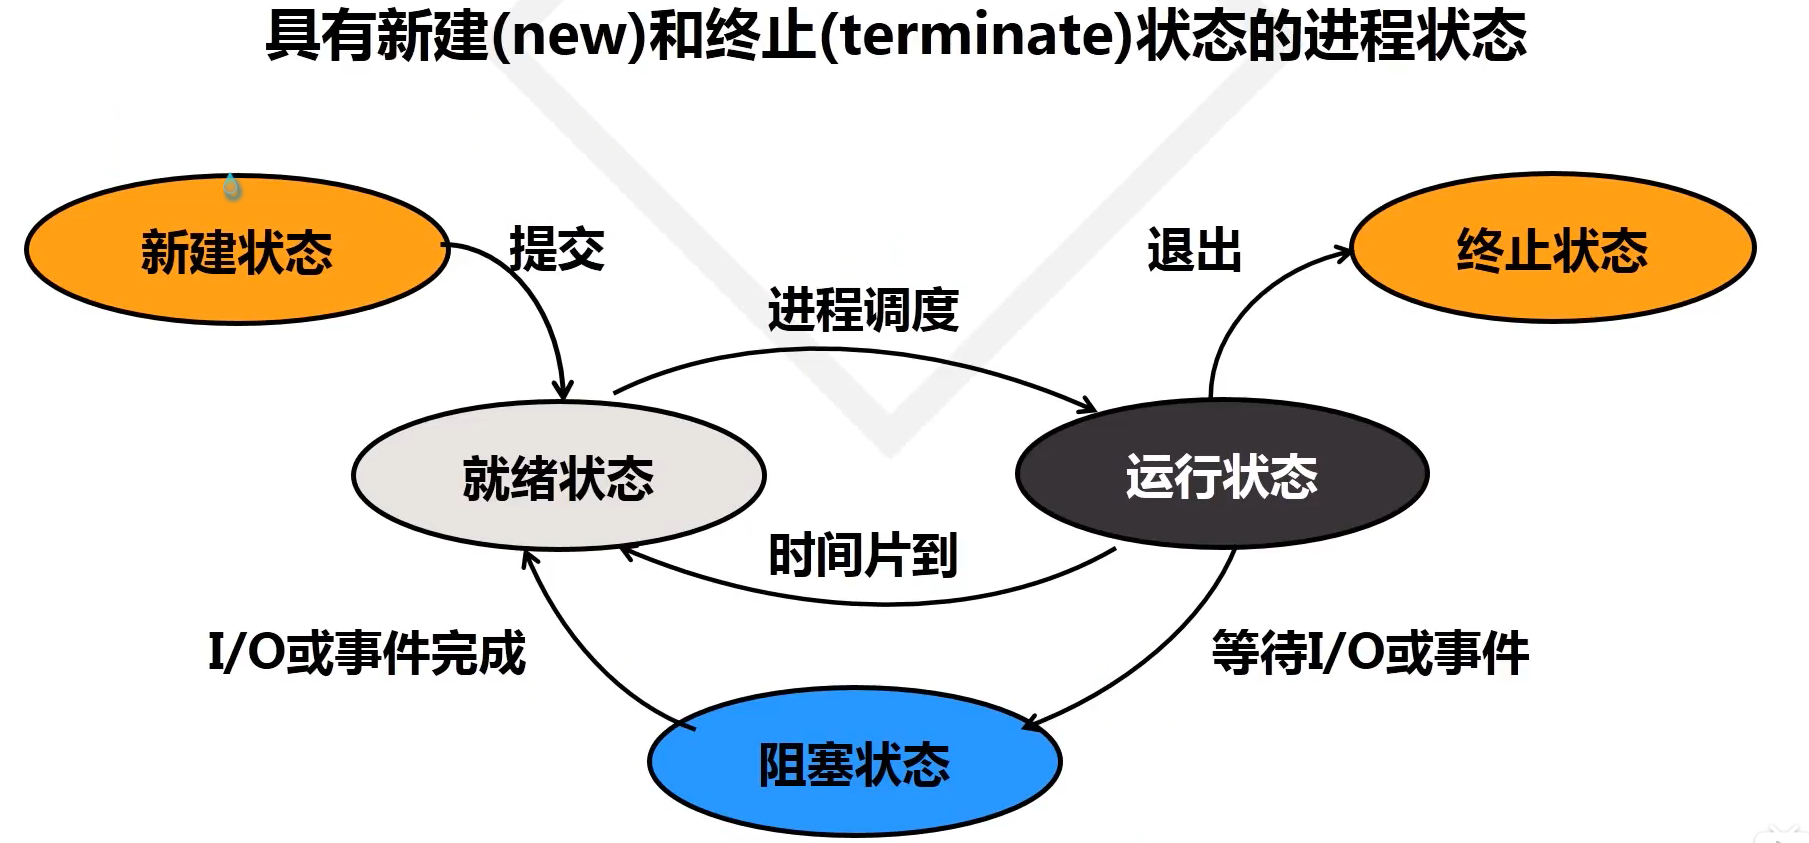 具有新建(new)和终止(terminate)状态的进程状态
新建状态
提交
退出
终止状态
进程调度
就绪状态
运行状态
时间片到
I/O或事件完成
等待I/O或事件
阻塞状态